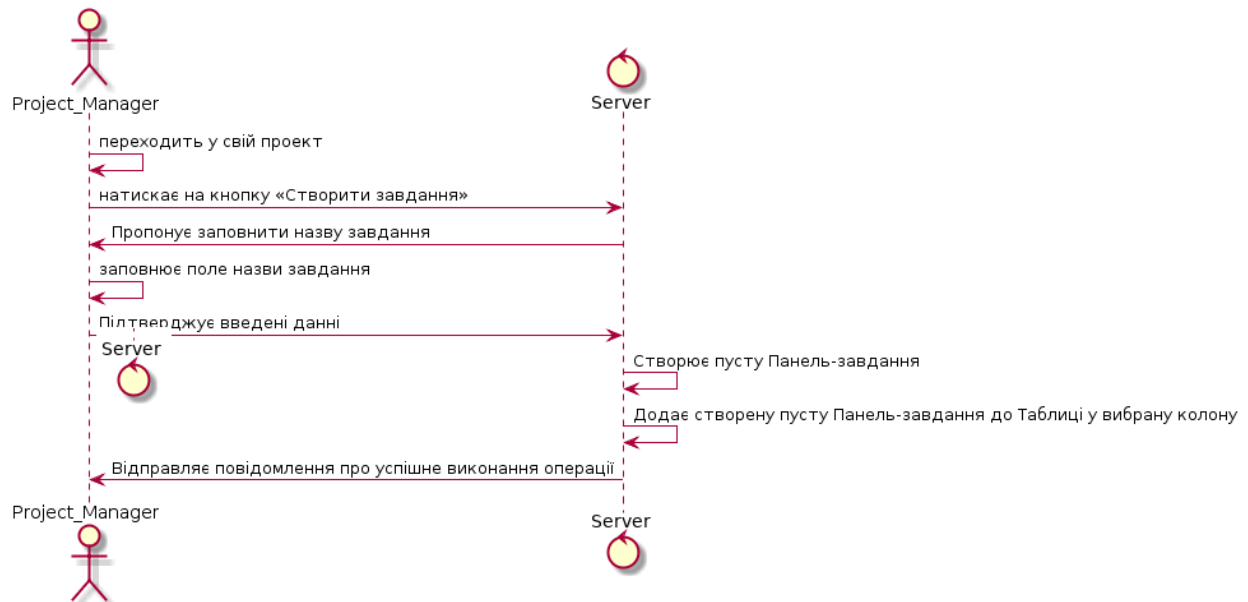 Project_Manager
Server
переходить у свій проект
натискає на кнопку «Створити завдання»
Пропонує заповнити назву завдання
заповнює поле назви завдання
Підтверджує введені данні
Server
Створює пусту Панель-завдання
Додає створену пусту Панель-завдання до Таблиці у вибрану колону
Відправляє повідомлення про успішне виконання операції
Project_Manager
Server